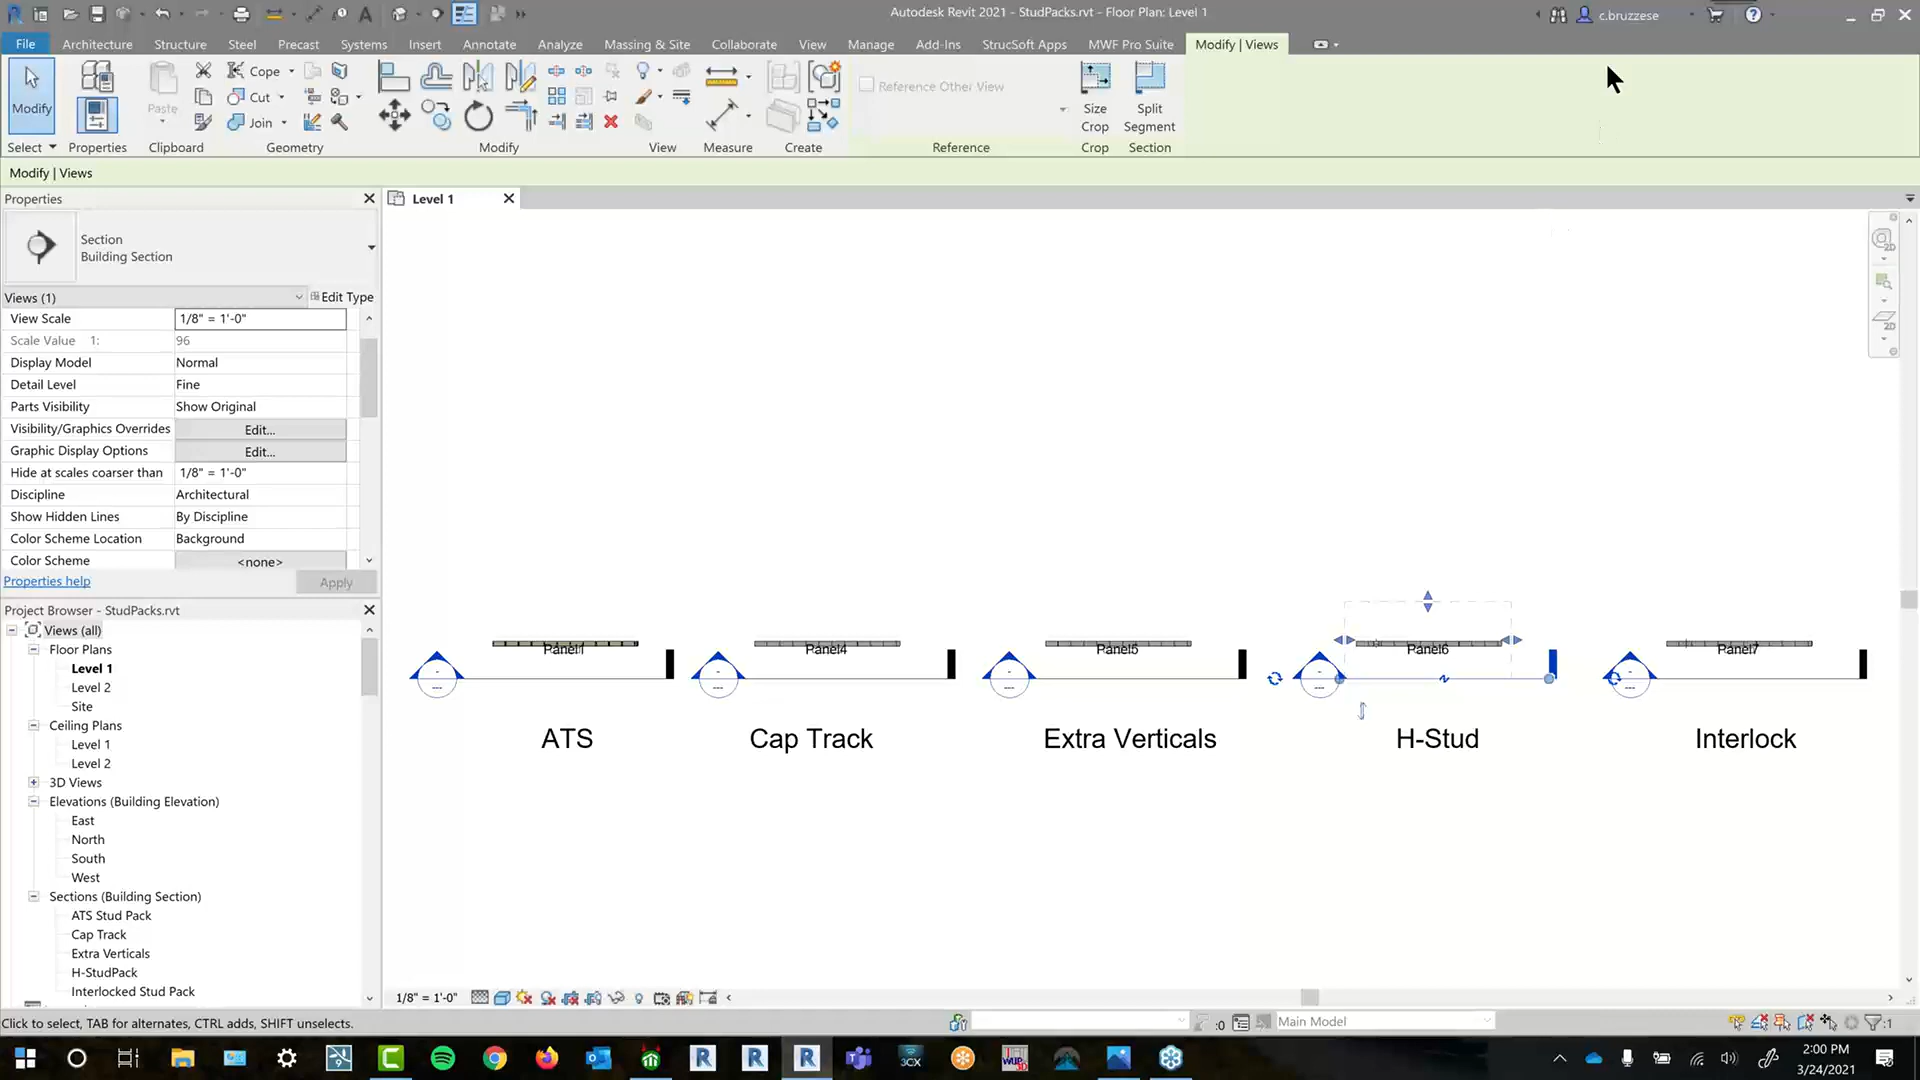 Autodesk Revit 2021 - StudPacks.rvt - Floor Plan: Level 1
c.bruzzese
File
Architecture
Structure
Steel
Precast
Systems
Insert
Annotate
Analyze
Massing & Site
Collaborate
View
Manage
Add-Ins
StrucSoft Apps
MWF Pro Suite
Modify | Views
Modify
Paste
Cope
Cut
Join
Reference Other View
Size
Crop
Split
Segment
Select
Properties
Clipboard
Geometry
Modify
View
Measure
Create
Reference
Crop
Section
Modify | Views
Properties
Section
Building Section
Views (1)
Edit Type
View Scale 1/8" = 1'-0"
Scale Value 1: 96
Display Model Normal
Detail Level Fine
Parts Visibility Show Original
Visibility/Graphics Overrides Edit...
Graphic Display Options Edit...
Hide at scales coarser than 1/8" = 1'-0"
Discipline Architectural
Show Hidden Lines By Discipline
Color Scheme Location Background
Color Scheme <none>
Properties help
Apply
Project Browser - StudPacks.rvt
Views (all)
Floor Plans
Level 1
Level 2
Site
Ceiling Plans
Level 1
Level 2
3D Views
Elevations (Building Elevation)
East
North
South
West
Sections (Building Section)
ATS Stud Pack
Cap Track
Extra Verticals
H-StudPack
Interlocked Stud Pack
Level 1
Panel1
Panel4
Panel5
Panel6
Panel7
ATS
Cap Track
Extra Verticals
H-Stud
Interlock
1/8" = 1'-0"
Click to select, TAB for alternates, CTRL adds, SHIFT unselects.
:0
Main Model
:1
3CX
2:00 PM
3/24/2021